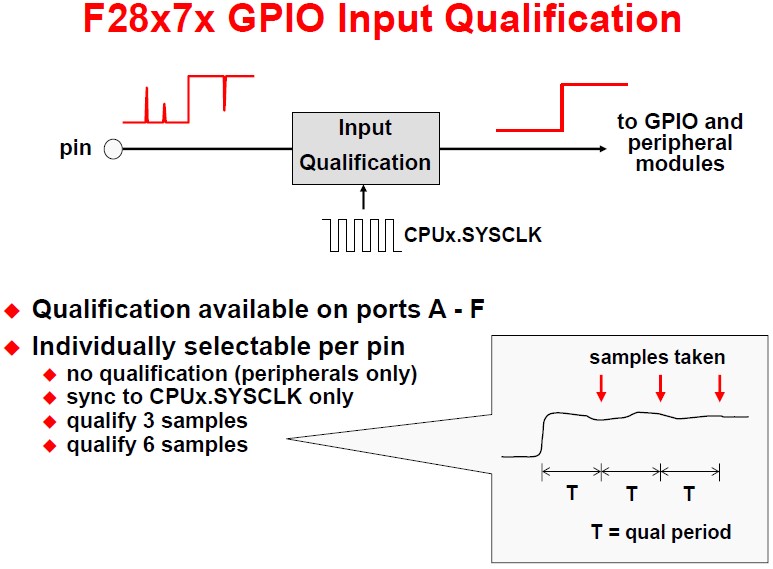 F28x7x GPIO Input Qualification
pin
Input
Qualification
to GPIO and
peripheral
modules
CPUx.SYSCLK
Qualification available on ports A - F
Individually selectable per pin
no qualification (peripherals only)
sync to CPUx.SYSCLK only
qualify 3 samples
qualify 6 samples
samples taken
T T T
T = qual period